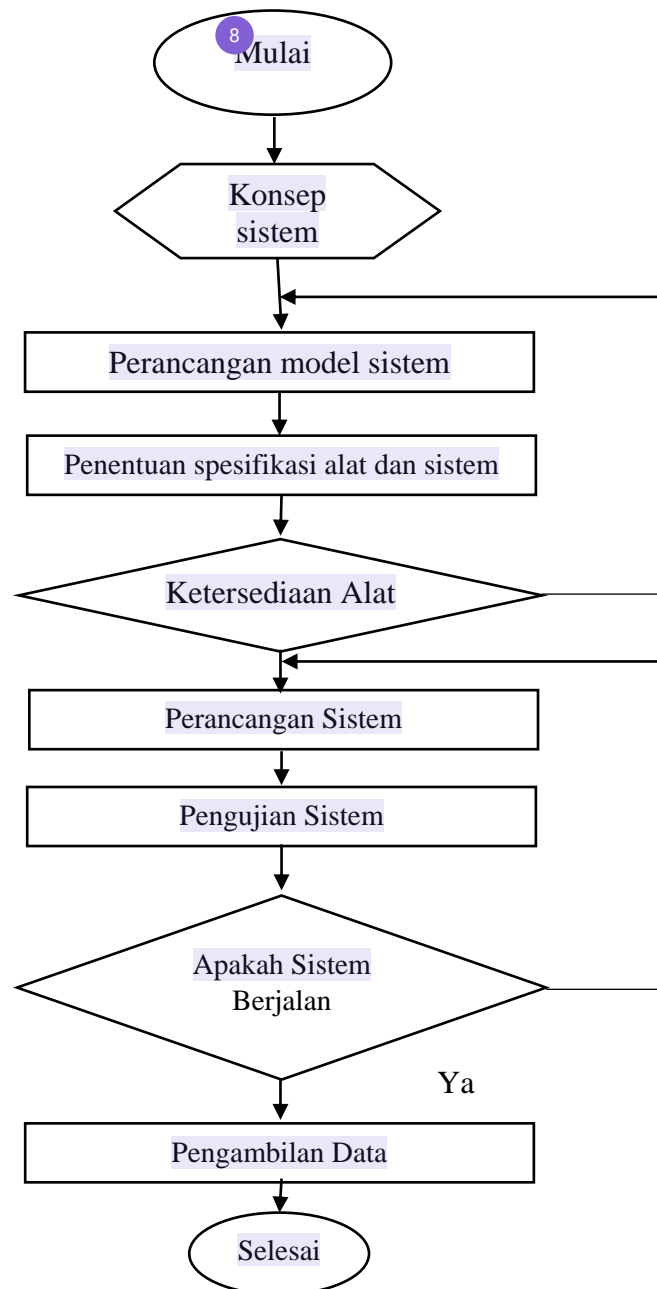 8
Mulai
Konsep
sistem
Perancangan model sistem
Penentuan spesifikasi alat dan sistem
Ketersediaan Alat
Perancangan Sistem
Pengujian Sistem
Apakah Sistem
Berjalan
Ya
Pengambilan Data
Selesai